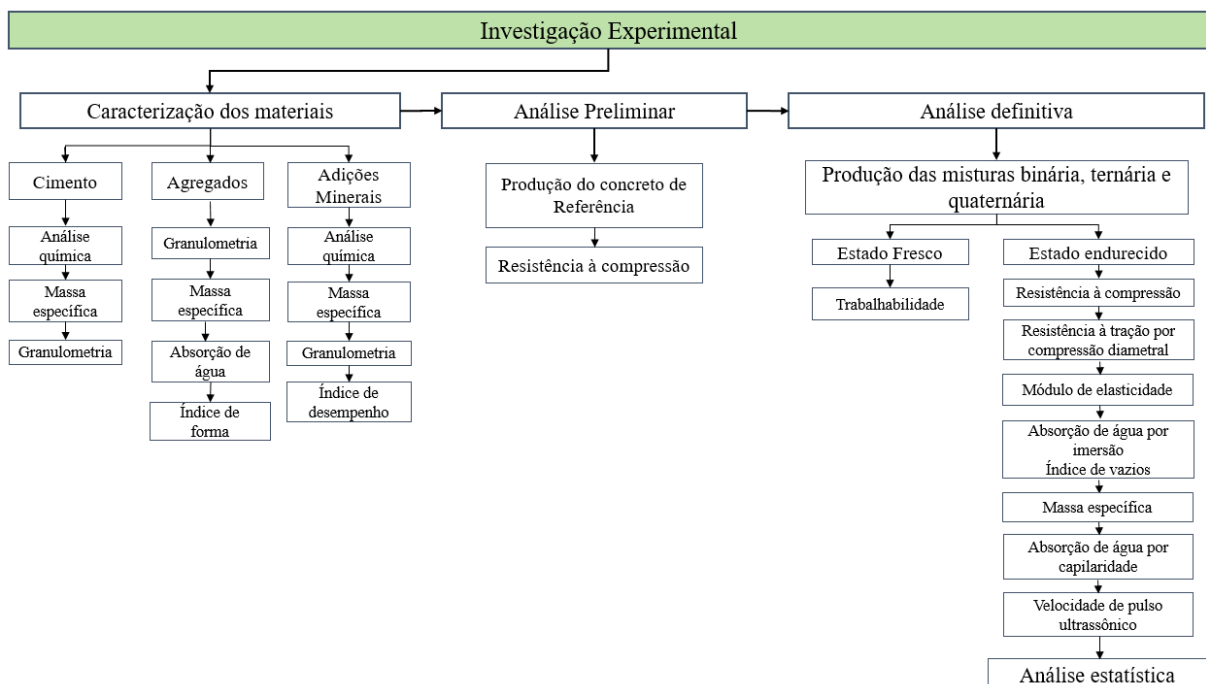 Investigação Experimental
Caracterização dos materiais
Análise Preliminar
Análise definitiva
Cimento
Análise
química
Massa
específica
Granulometria
Agregados
Granulometria
Massa
específica
Absorção de
água
Índice de
forma
Adições
Minerais
Análise
química
Massa
específica
Granulometria
Índice de
desempenho
Produção do concreto de
Referência
Resistência à compressão
Produção das misturas binária, ternária e
quaternária
Estado Fresco
Trabalhabilidade
Estado endurecido
Resistência à compressão
Resistência à tração por
compressão diametral
Módulo de elasticidade
Absorção de água por
imersão
Índice de vazios
Massa específica
Absorção de água por
capilaridade
Velocidade de pulso
ultrassônico
Análise estatística